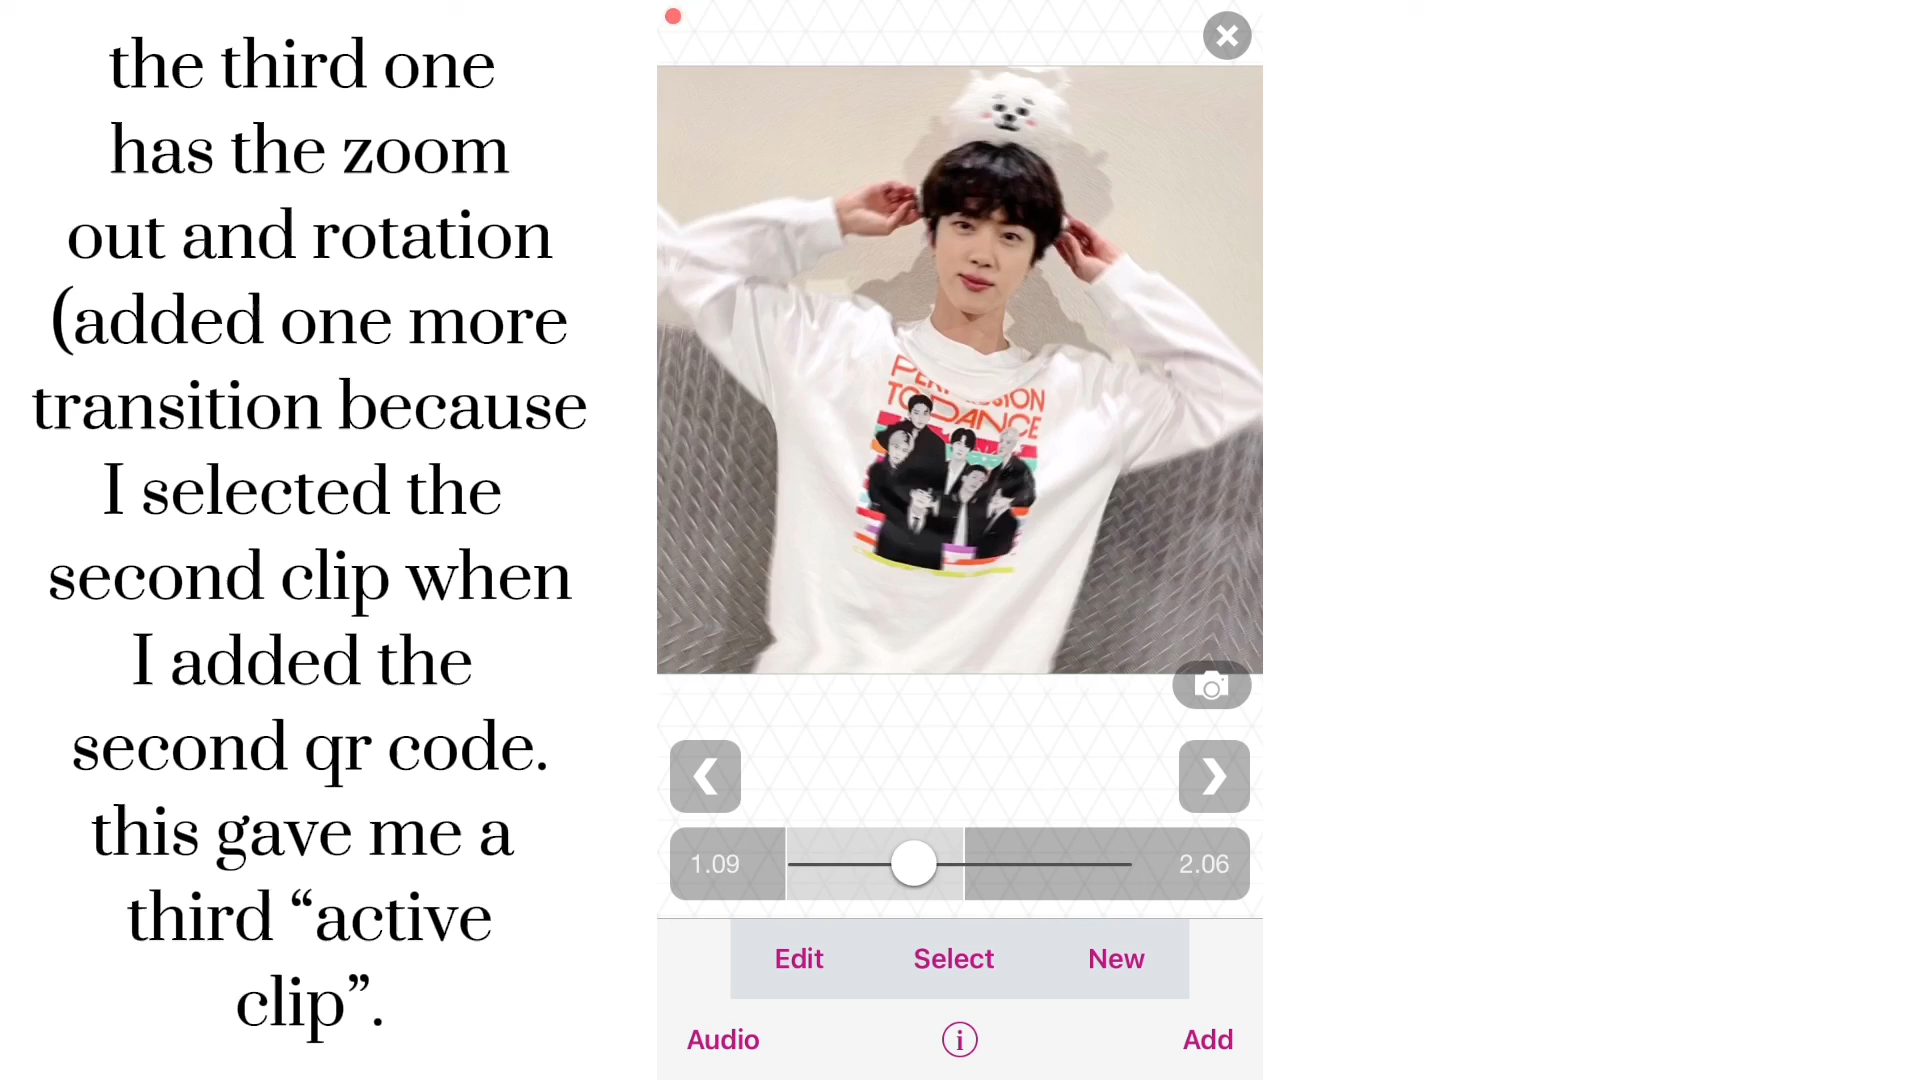 the third one
has the zoom
out and rotation
(added one more
transition because
I selected the
second clip when
I added the
second qr code.
this gave me a
third “active
clip”.
TO DANCE
1.09
2.06
Edit
Select
New
Audio
Add